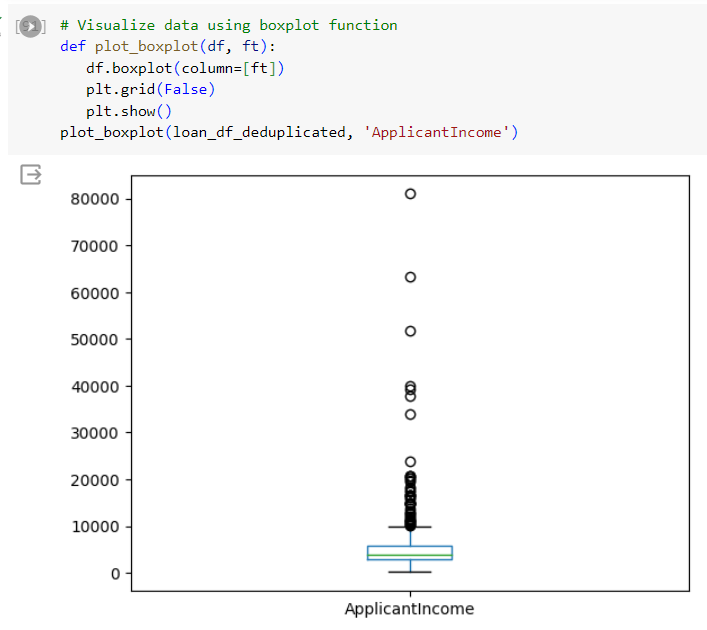 [91]
# Visualize data using boxplot function
def plot_boxplot(df, ft):
df.boxplot(column=[ft])
plt.grid(False)
plt.show()
plot_boxplot(loan_df_deduplicated, 'ApplicantIncome')
80000
70000
60000
50000
40000
30000
20000
10000
0
ApplicantIncome